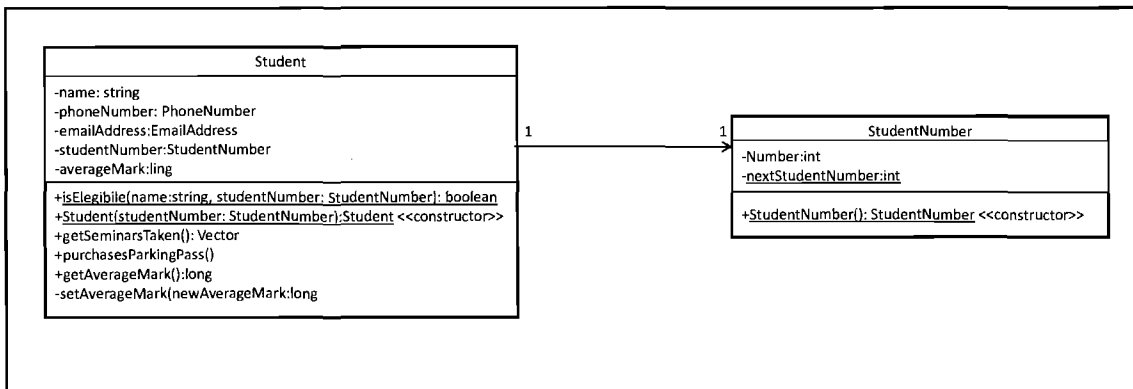 Student
-name: string
-phoneNumber: PhoneNumber
-emailAddress:EmailAddress
-studentNumber:StudentNumber
-averageMark:ling
+isElegibile(name:string, studentNumber: StudentNumber): boolean
+Student(studentNumber: StudentNumber):Student <<constructor>>
+getSeminarsTaken(): Vector
+purchasesParkingPass()
+getAverageMark():long
-setAverageMark(newAverageMark:long
1
1
StudentNumber
-Number:int
-nextStudentNumber:int
+StudentNumber(): StudentNumber <<constructor>>